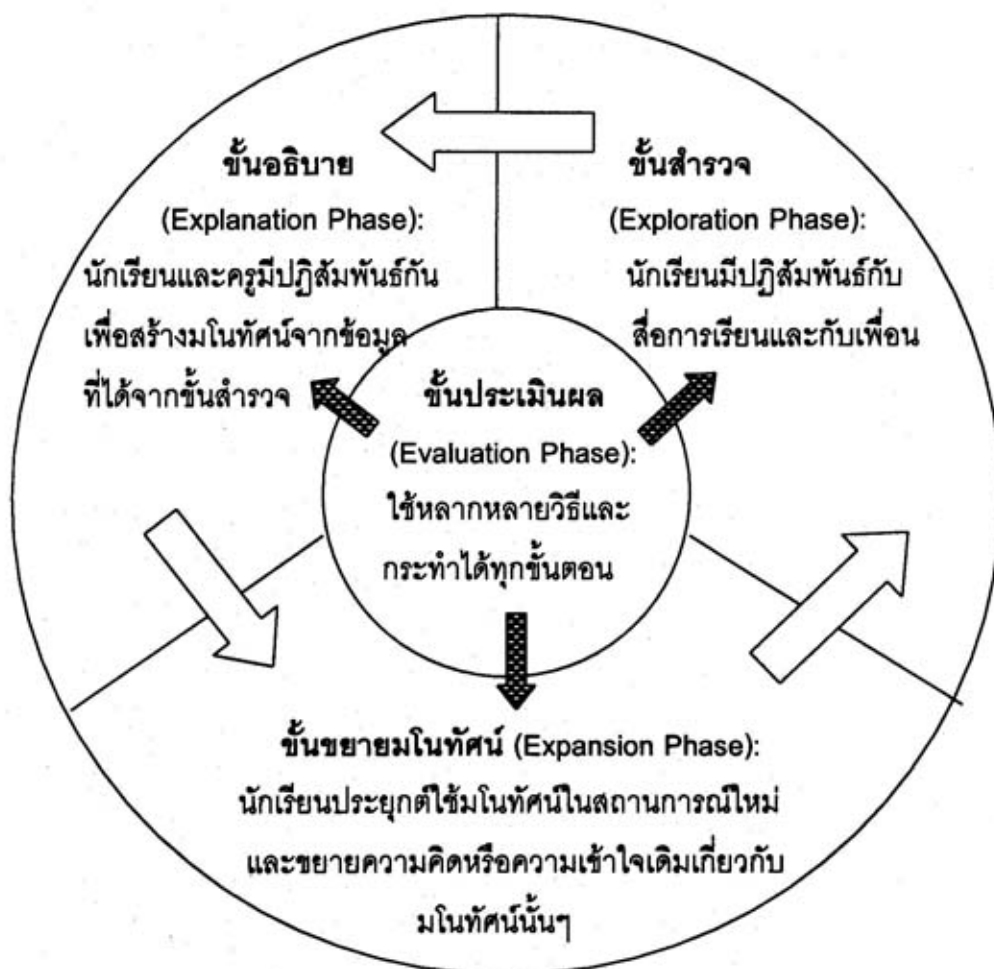 ขั้นอธิบาย
(Explanation Phase):
นักเรียนและครูมีปฏิสัมพันธ์กัน
เพื่อสร้างมโนทัศน์จากข้อมูล
ที่ได้จากขั้นสำรวจ
ขั้นสำรวจ
(Exploration Phase):
นักเรียนมีปฏิสัมพันธ์กับ
สื่อการเรียนและกับเพื่อน
ขั้นประเมินผล
(Evaluation Phase):
ใช้หลากหลายวิธีและ
กระทำได้ทุกขั้นตอน
ขั้นขยายมโนทัศน์ (Expansion Phase):
นักเรียนประยุกต์ใช้มโนทัศน์ในสถานการณ์ใหม่
และขยายความคิดหรือความเข้าใจเดิมเกี่ยวกับ
มโนทัศน์นั้นๆ